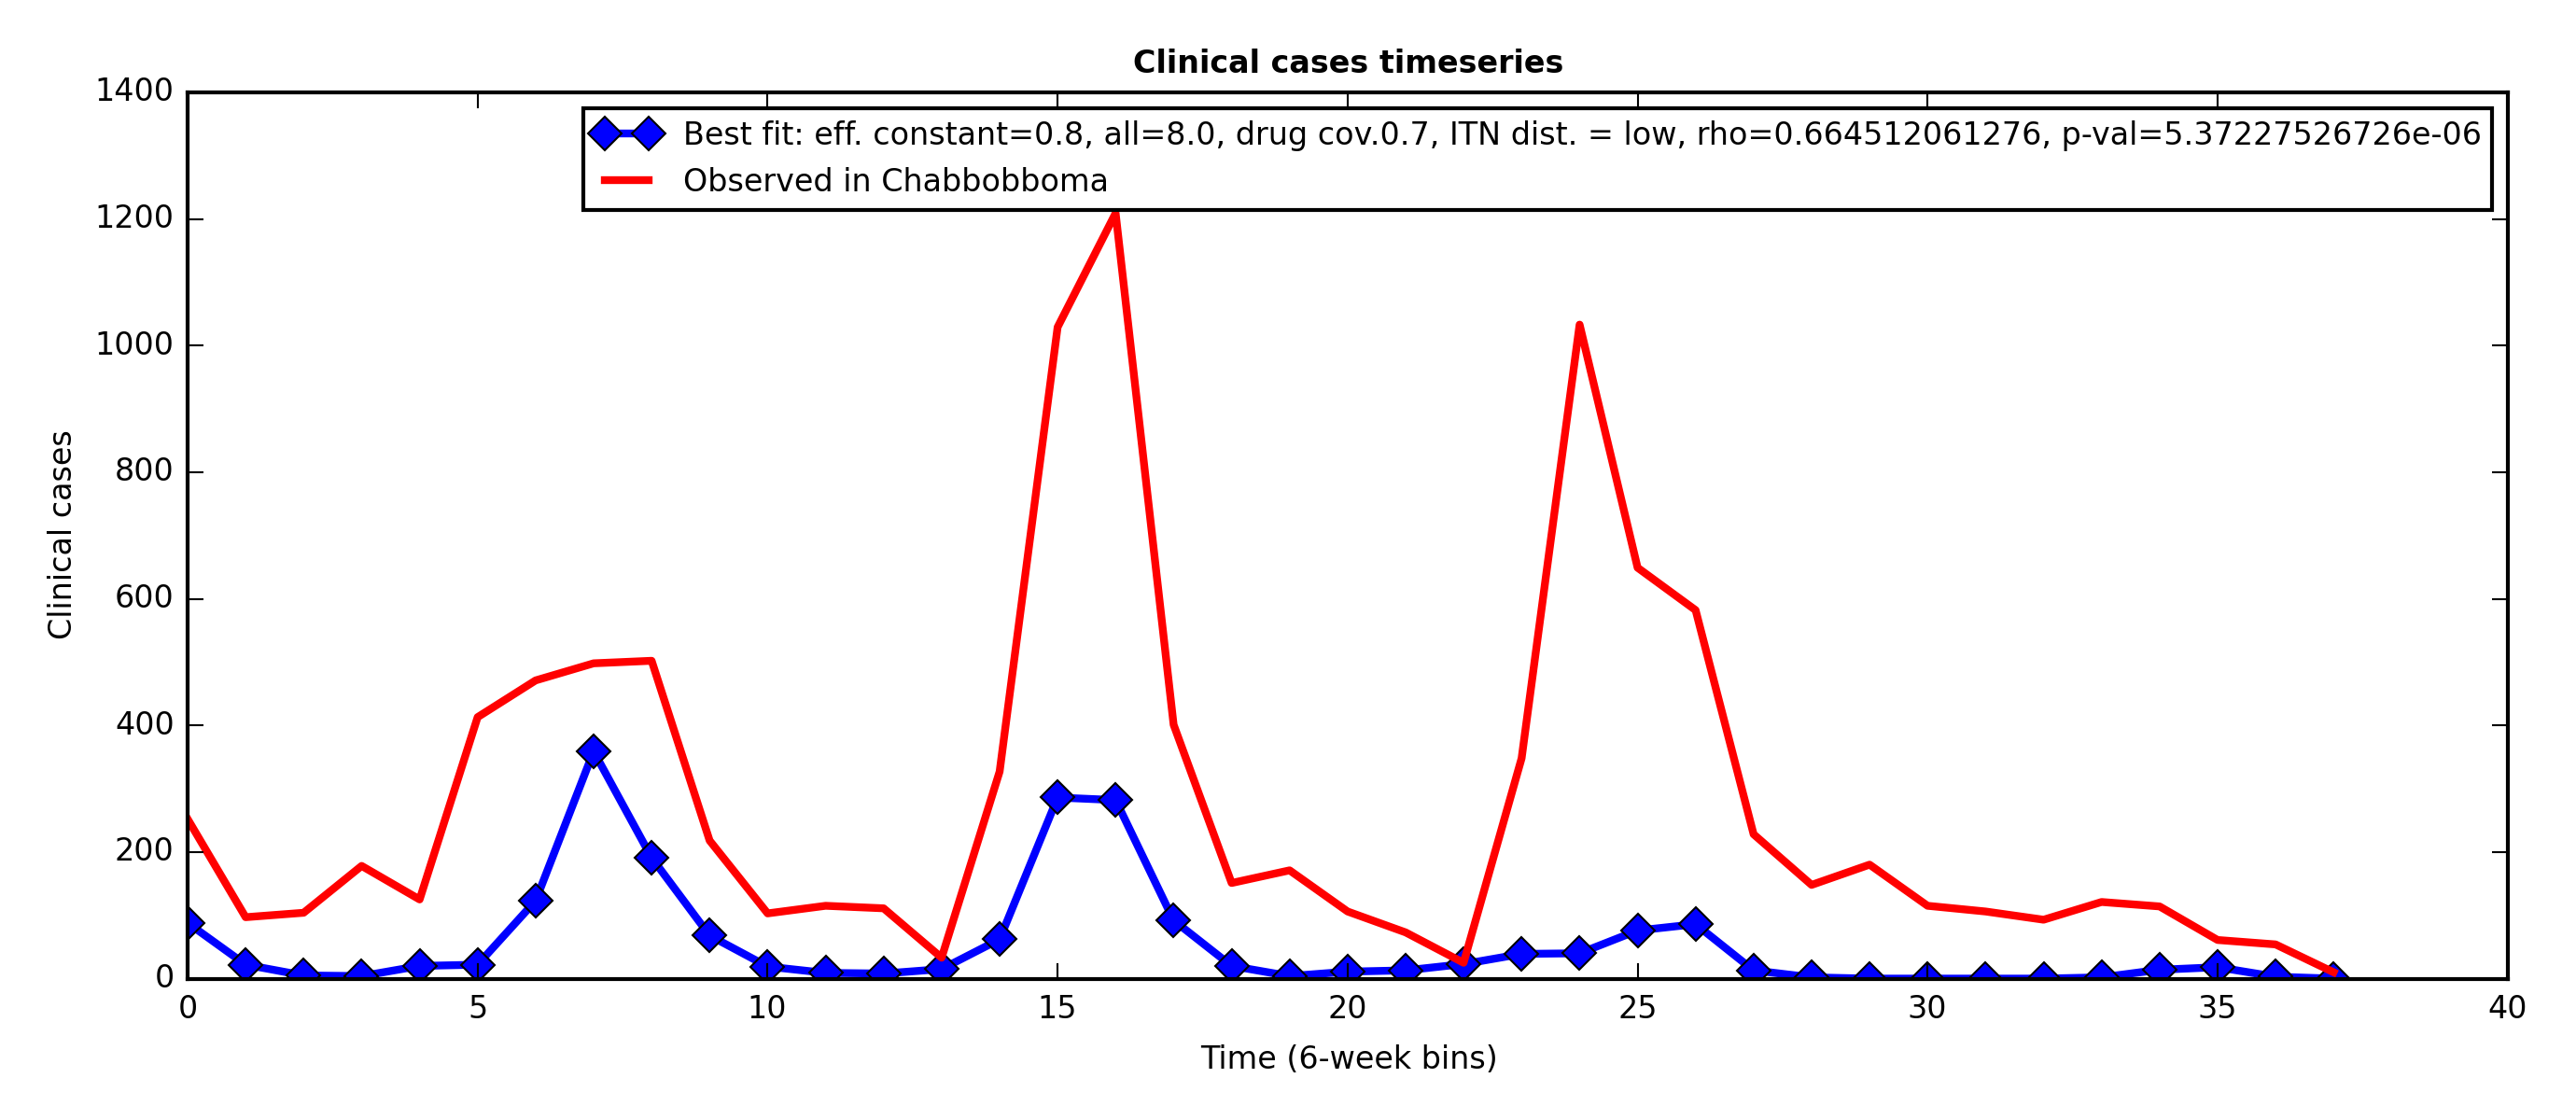 Clinical cases timeseries
1400
1200
1000
800
600
400
200
0
Clinical cases
Best fit: eff. constant=0.8, all=8.0, drug cov.0.7, ITN dist. = low, rho=0.664512061276, p-val=5.37227526726e-06
Observed in Chabbobboma
0 5 10 15 20 25 30 35 40
Time (6-week bins)